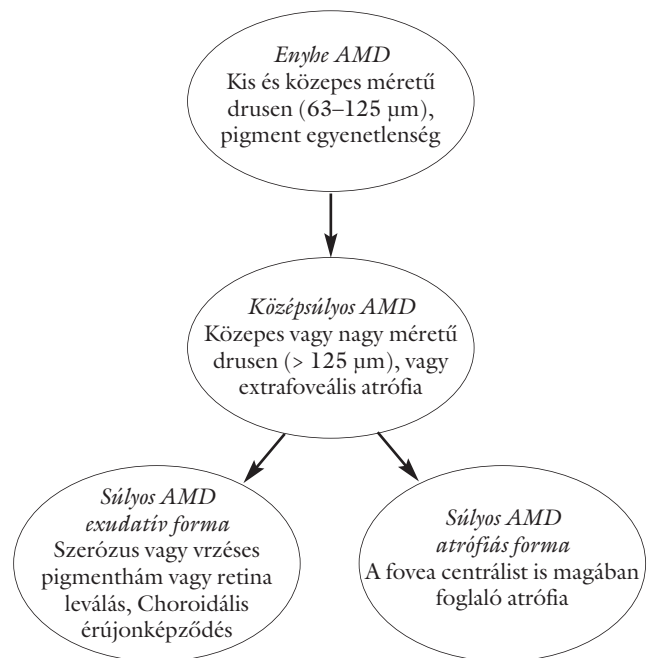 Enyhe AMD
Kis és közepes méretű
drusen (63–125 µm),
pigment egyenetlenség
Középsúlyos AMD
Közepes vagy nagy méretű
drusen (> 125 µm), vagy
extrafoveális atrófia
Súlyos AMD
exudatív forma
Szerózus vagy vrzéses
pigmenthám vagy retina
leválás, Choroidális
érújonképződés
Súlyos AMD
atrófiás forma
A fovea centrálist is magában
foglaló atrófia